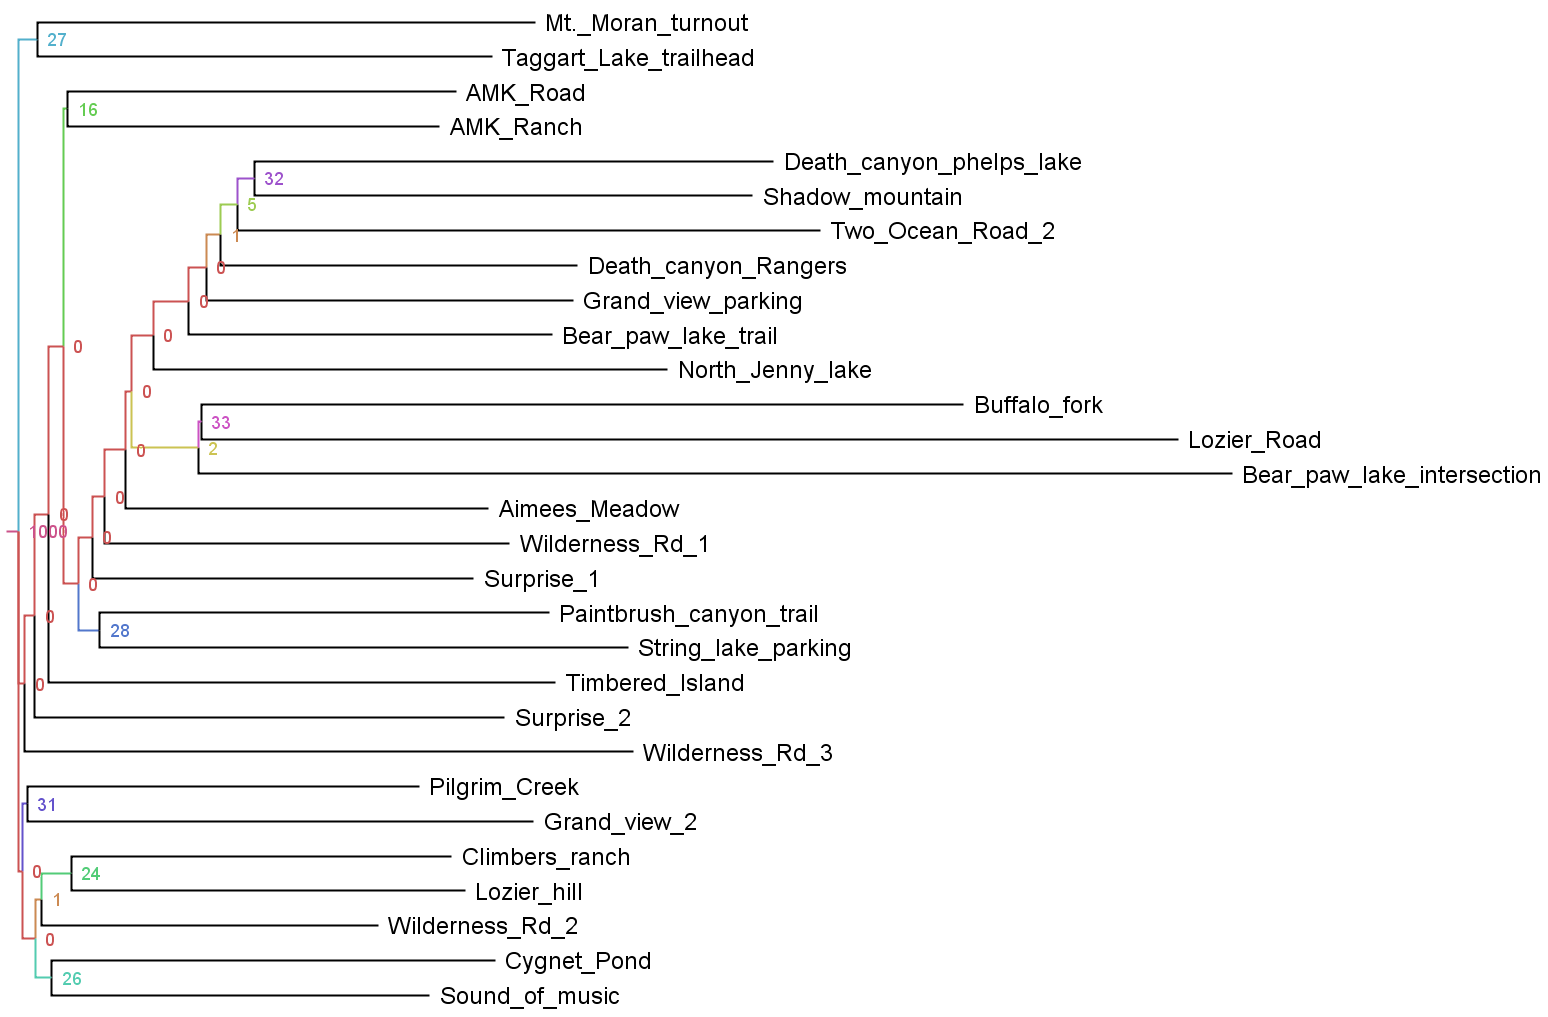 Mt._Moran_turnout
27
Taggart_Lake_trailhead
AMK_Road
16
AMK_Ranch
Death_canyon_phelps_lake
32
Shadow_mountain
5
Two_Ocean_Road_2
1
Death_canyon_Rangers
0
Grand_view_parking
0
Bear_paw_lake_trail
0
0
North_Jenny_lake
0
Buffalo_fork
33
Lozier_Road
2
0
Bear_paw_lake_intersection
0
Aimees_Meadow
0
1000
0
Wilderness_Rd_1
Surprise_1
0
Paintbrush_canyon_trail
0
28
String_lake_parking
Timbered_Island
0
Surprise_2
Wilderness_Rd_3
Pilgrim_Creek
31
Grand_view_2
Climbers_ranch
0
24
Lozier_hill
1
Wilderness_Rd_2
0
Cygnet_Pond
26
Sound_of_music